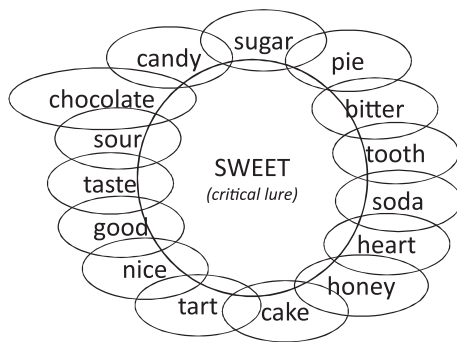 sugar
pie
bitter
tooth
soda
heart
honey
cake
tart
nice
good
taste
sour
chocolate
candy
SWEET
(critical lure)